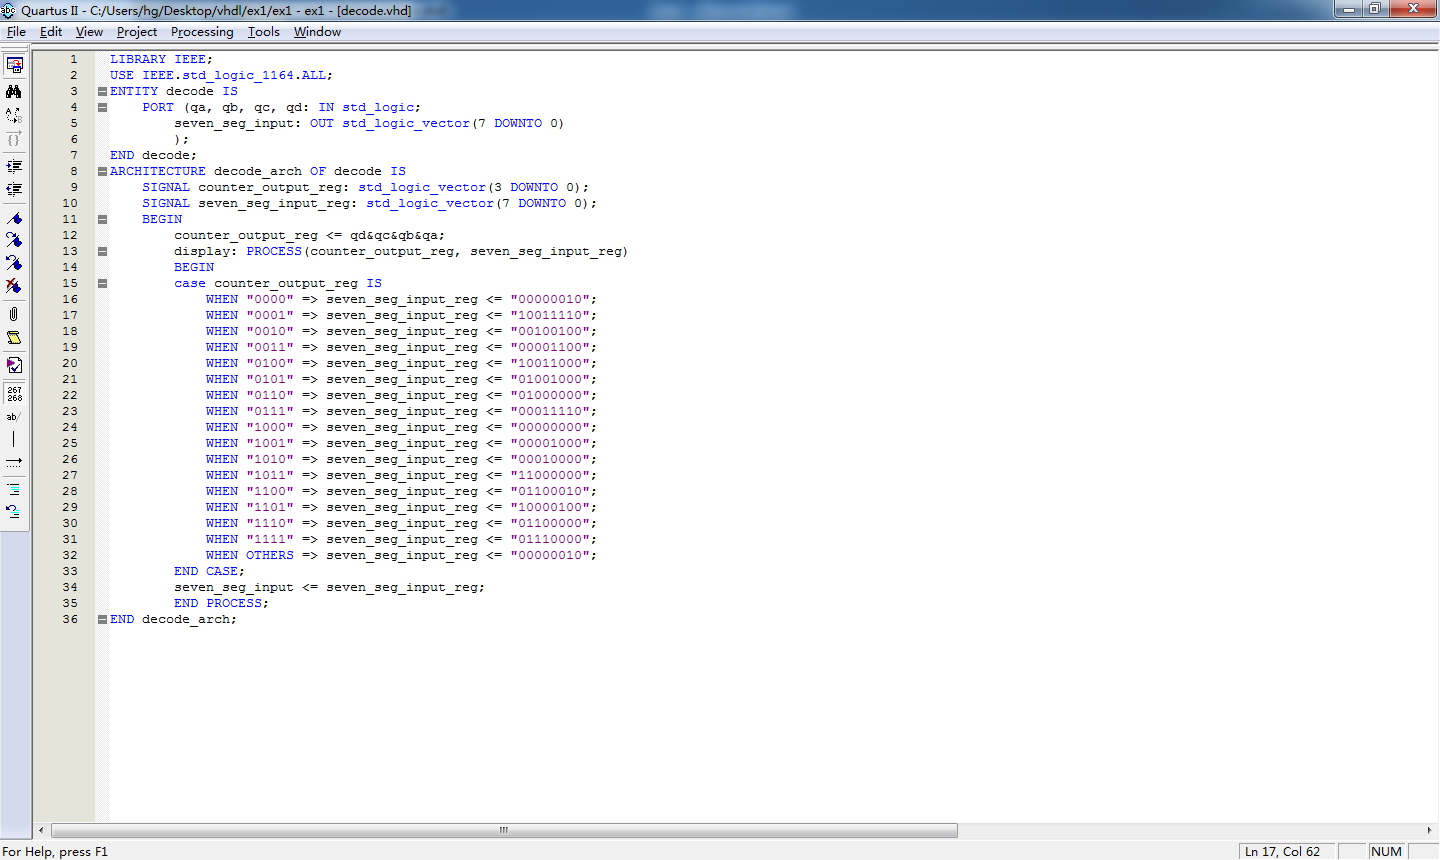 Quartus II - C:/Users/hg/Desktop/vhdl/ex1/ex1 - ex1 - [decode.vhd]
File Edit View Project Processing Tools Window
1 LIBRARY IEEE;
2 USE IEEE.std_logic_1164.ALL;
3 ENTITY decode IS
4 PORT (qa, qb, qc, qd: IN std_logic;
5 seven_seg_input: OUT std_logic_vector(7 DOWNTO 0)
6 );
7 END decode;
8 ARCHITECTURE decode_arch OF decode IS
9 SIGNAL counter_output_reg: std_logic_vector(3 DOWNTO 0);
10 SIGNAL seven_seg_input_reg: std_logic_vector(7 DOWNTO 0);
11 BEGIN
12 counter_output_reg <= qd&qc&qb&qa;
13 display: PROCESS(counter_output_reg, seven_seg_input_reg)
14 BEGIN
15 case counter_output_reg IS
16 WHEN "0000" => seven_seg_input_reg <= "00000010";
17 WHEN "0001" => seven_seg_input_reg <= "10011110";
18 WHEN "0010" => seven_seg_input_reg <= "00100100";
19 WHEN "0011" => seven_seg_input_reg <= "00001100";
20 WHEN "0100" => seven_seg_input_reg <= "10011000";
21 WHEN "0101" => seven_seg_input_reg <= "01001000";
22 WHEN "0110" => seven_seg_input_reg <= "01000000";
23 WHEN "0111" => seven_seg_input_reg <= "00011110";
24 WHEN "1000" => seven_seg_input_reg <= "00000000";
25 WHEN "1001" => seven_seg_input_reg <= "00001000";
26 WHEN "1010" => seven_seg_input_reg <= "00010000";
27 WHEN "1011" => seven_seg_input_reg <= "11000000";
28 WHEN "1100" => seven_seg_input_reg <= "01100010";
29 WHEN "1101" => seven_seg_input_reg <= "10000100";
30 WHEN "1110" => seven_seg_input_reg <= "01100000";
31 WHEN "1111" => seven_seg_input_reg <= "01110000";
32 WHEN OTHERS => seven_seg_input_reg <= "00000010";
33 END CASE;
34 seven_seg_input <= seven_seg_input_reg;
35 END PROCESS;
36 END decode_arch;
267
268
ab/
For Help, press F1
Ln 17, Col 62
NUM